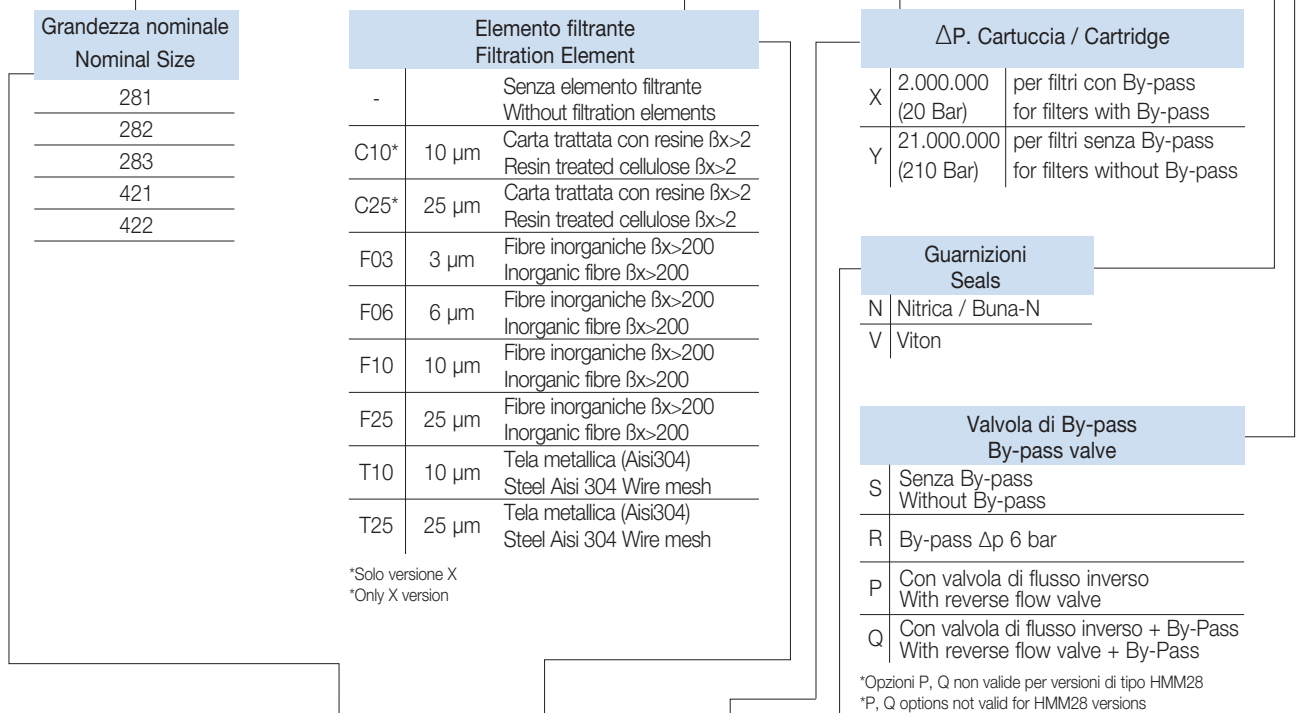 Grandezza nominale
Nominal Size
281
282
283
421
422
Elemento filtrante
Filtration Element
- Senza elemento filtrante
Without filtration elements
C10* 10 µm Carta trattata con resine ßx>2
Resin treated cellulose ßx>2
C25* 25 µm Carta trattata con resine ßx>2
Resin treated cellulose ßx>2
F03 3 µm Fibre inorganiche ßx>200
Inorganic fibre ßx>200
F06 6 µm Fibre inorganiche ßx>200
Inorganic fibre ßx>200
F10 10 µm Fibre inorganiche ßx>200
Inorganic fibre ßx>200
F25 25 µm Fibre inorganiche ßx>200
Inorganic fibre ßx>200
T10 10 µm Tela metallica (Aisi304)
Steel Aisi 304 Wire mesh
T25 25 µm Tela metallica (Aisi304)
Steel Aisi 304 Wire mesh
*Solo versione X
*Only X version
ΔP. Cartuccia / Cartridge
X 2.000.000 per filtri con By-pass
(20 Bar) for filters with By-pass
Y 21.000.000 per filtri senza By-pass
(210 Bar) for filters without By-pass
Guarnizioni
Seals
N Nitrica / Buna-N
V Viton
Valvola di By-pass
By-pass valve
S Senza By-pass
Without By-pass
R By-pass Δp 6 bar
P Con valvola di flusso inverso
With reverse flow valve
Q Con valvola di flusso inverso + By-Pass
With reverse flow valve + By-Pass
*Opzioni P, Q non valide per versioni di tipo HMM28
*P, Q options not valid for HMM28 versions